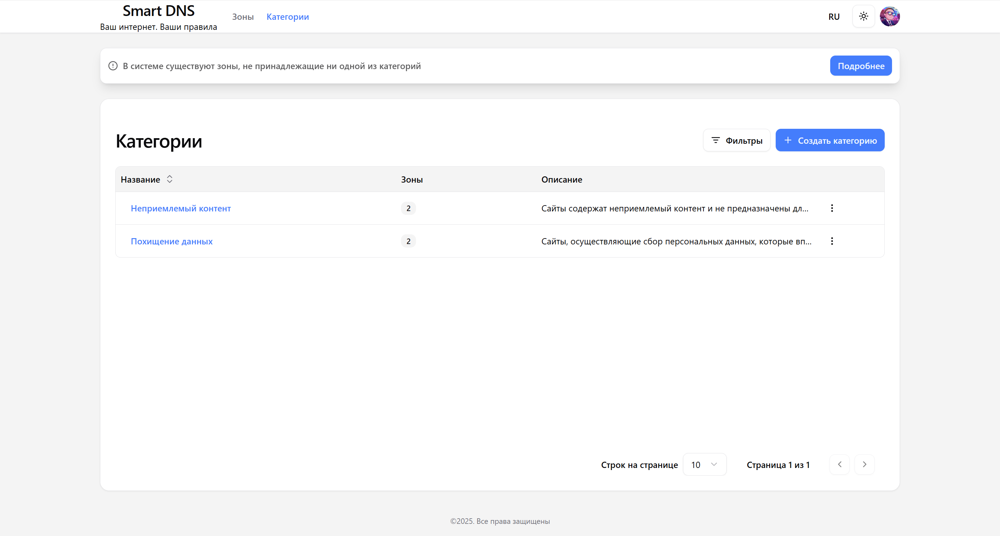 Smart DNS
Ваш интернет. Ваши правила
Зоны
Категории
RU
В системе существуют зоны, не принадлежащие ни одной из категорий
Подробнее
Категории
Фильтры
Создать категорию
Название
Зоны
Описание
Неприемлемый контент
2
Сайты содержат неприемлемый контент и не предназначены дл...
Похищение данных
2
Сайты, осуществляющие сбор персональных данных, которые вп...
Строк на странице
10
Страница 1 из 1
©2025. Все права защищены